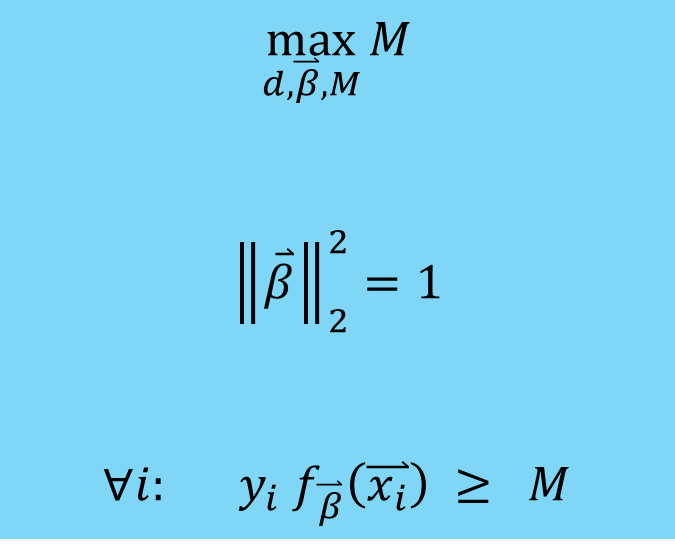 max M
d,β⃗,M
‖β⃗‖₂² = 1
∀i: yᵢ f_β⃗(x⃗ᵢ) ≥ M